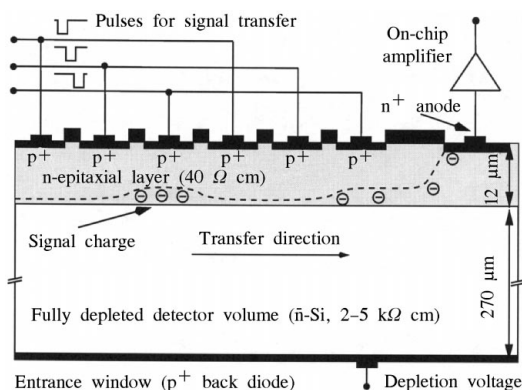 Pulses for signal transfer
On-chip
amplifier
n+ anode
p+ p+ p+ p+ p+ p+
n-epitaxial layer (40 Ω cm)
12 μm
Signal charge
Transfer direction
270 μm
Fully depleted detector volume (n̄-Si, 2–5 kΩ cm)
Entrance window (p+ back diode)
Depletion voltage